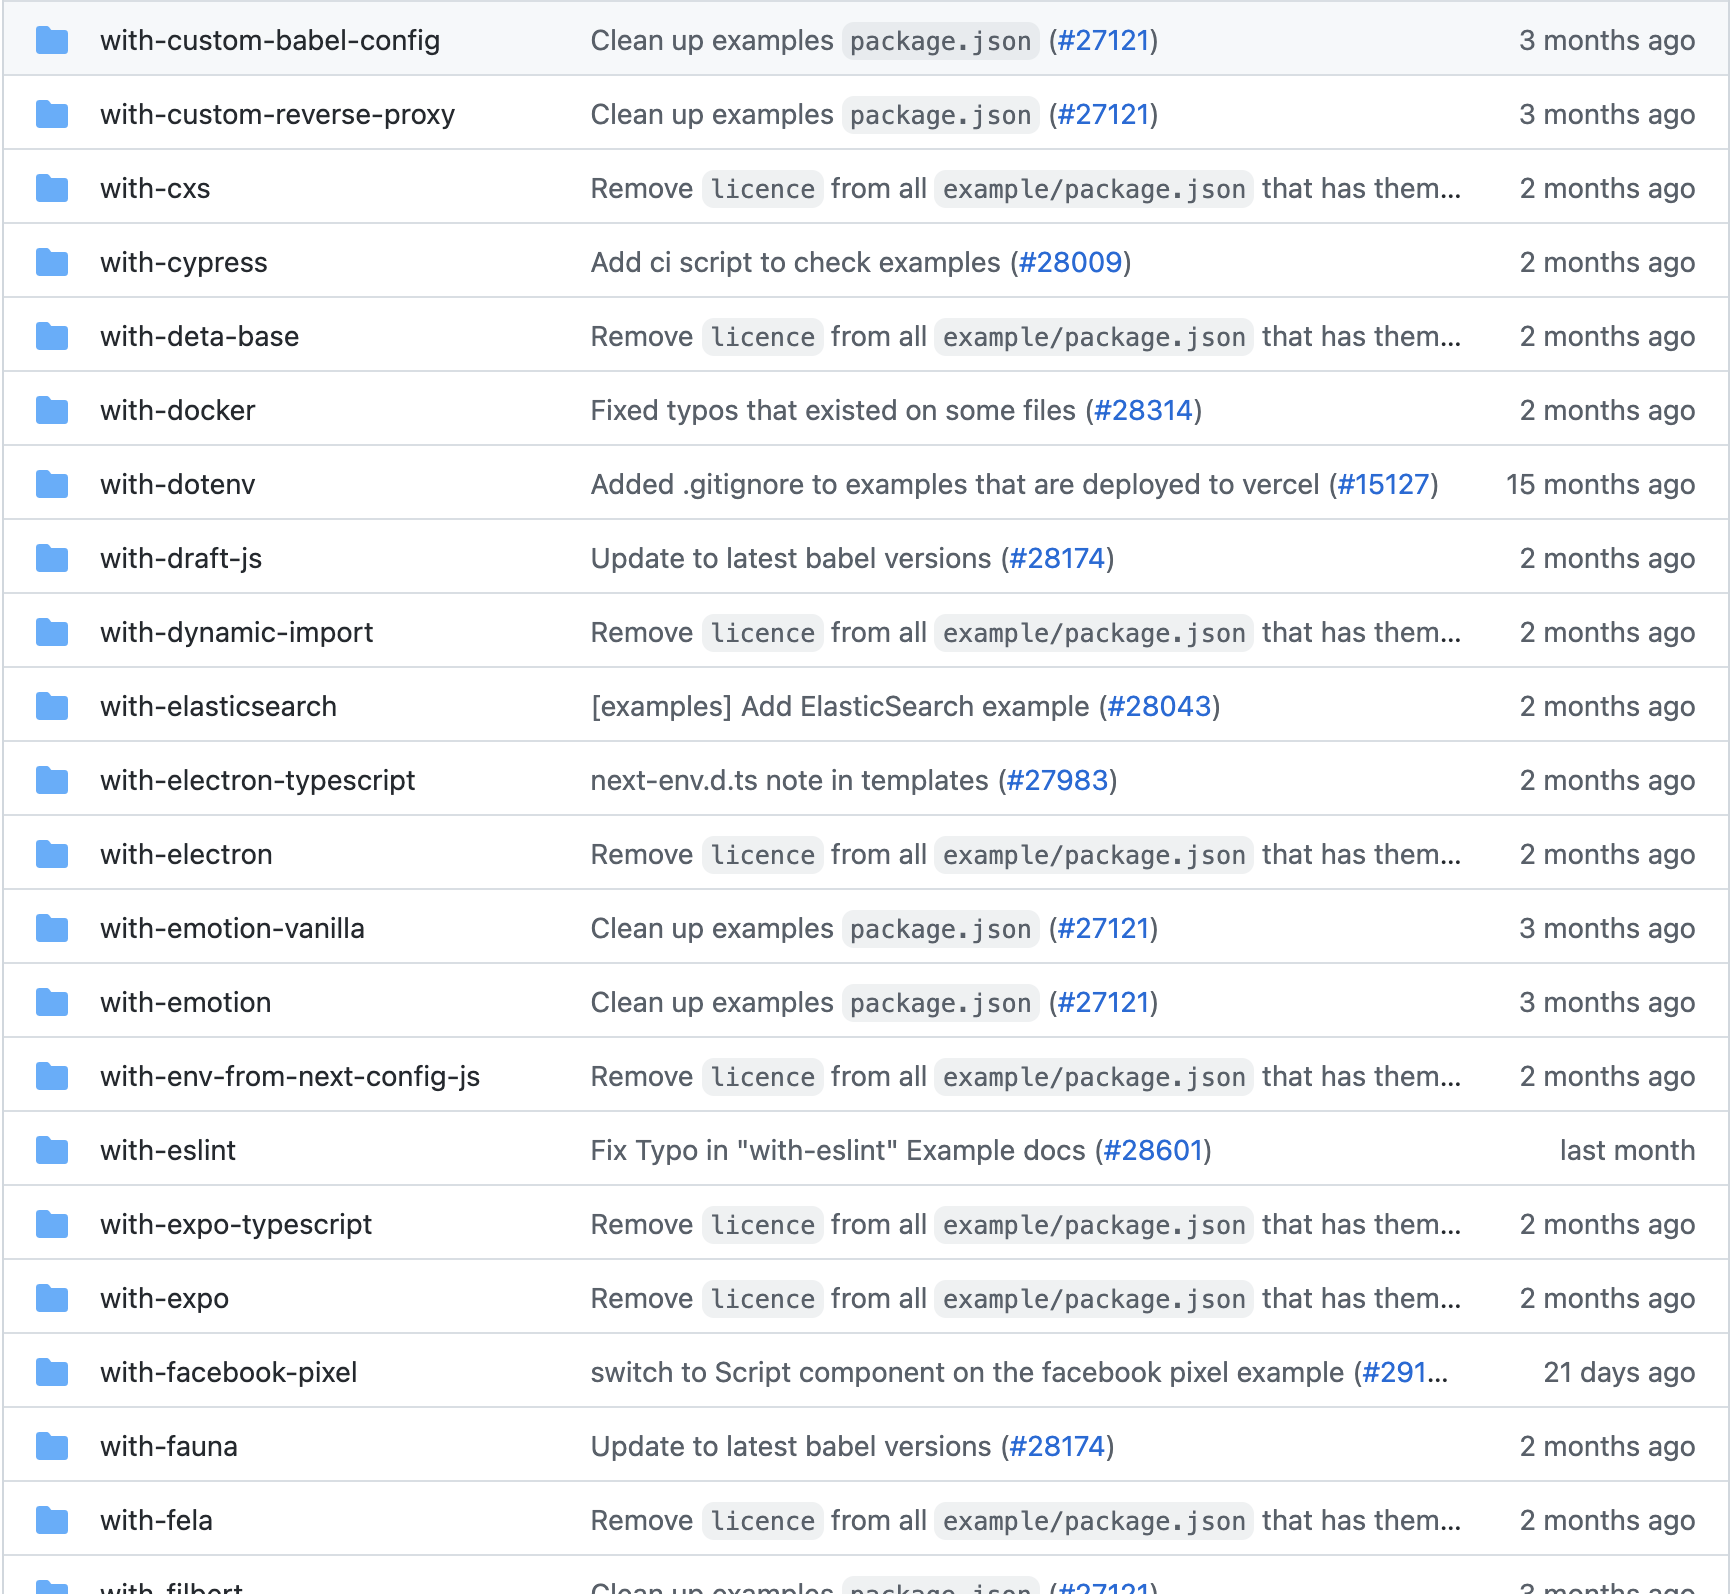 with-custom-babel-config Clean up examples package.json (#27121) 3 months ago
with-custom-reverse-proxy Clean up examples package.json (#27121) 3 months ago
with-cxs Remove licence from all example/package.json that has them... 2 months ago
with-cypress Add ci script to check examples (#28009) 2 months ago
with-deta-base Remove licence from all example/package.json that has them... 2 months ago
with-docker Fixed typos that existed on some files (#28314) 2 months ago
with-dotenv Added .gitignore to examples that are deployed to vercel (#15127) 15 months ago
with-draft-js Update to latest babel versions (#28174) 2 months ago
with-dynamic-import Remove licence from all example/package.json that has them... 2 months ago
with-elasticsearch [examples] Add ElasticSearch example (#28043) 2 months ago
with-electron-typescript next-env.d.ts note in templates (#27983) 2 months ago
with-electron Remove licence from all example/package.json that has them... 2 months ago
with-emotion-vanilla Clean up examples package.json (#27121) 3 months ago
with-emotion Clean up examples package.json (#27121) 3 months ago
with-env-from-next-config-js Remove licence from all example/package.json that has them... 2 months ago
with-eslint Fix Typo in "with-eslint" Example docs (#28601) last month
with-expo-typescript Remove licence from all example/package.json that has them... 2 months ago
with-expo Remove licence from all example/package.json that has them... 2 months ago
with-facebook-pixel switch to Script component on the facebook pixel example (#291... 21 days ago
with-fauna Update to latest babel versions (#28174) 2 months ago
with-fela Remove licence from all example/package.json that has them... 2 months ago
with-filbert Clean up examples package.json (#27121) 3 months ago